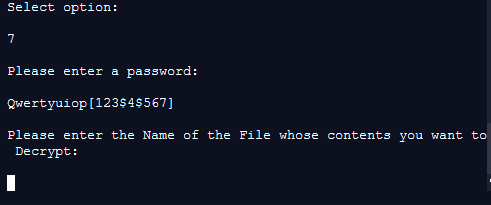 Select option:
7
Please enter a password:
Qwertyuiop[123$4$567]
Please enter the Name of the File whose contents you want to
Decrypt: